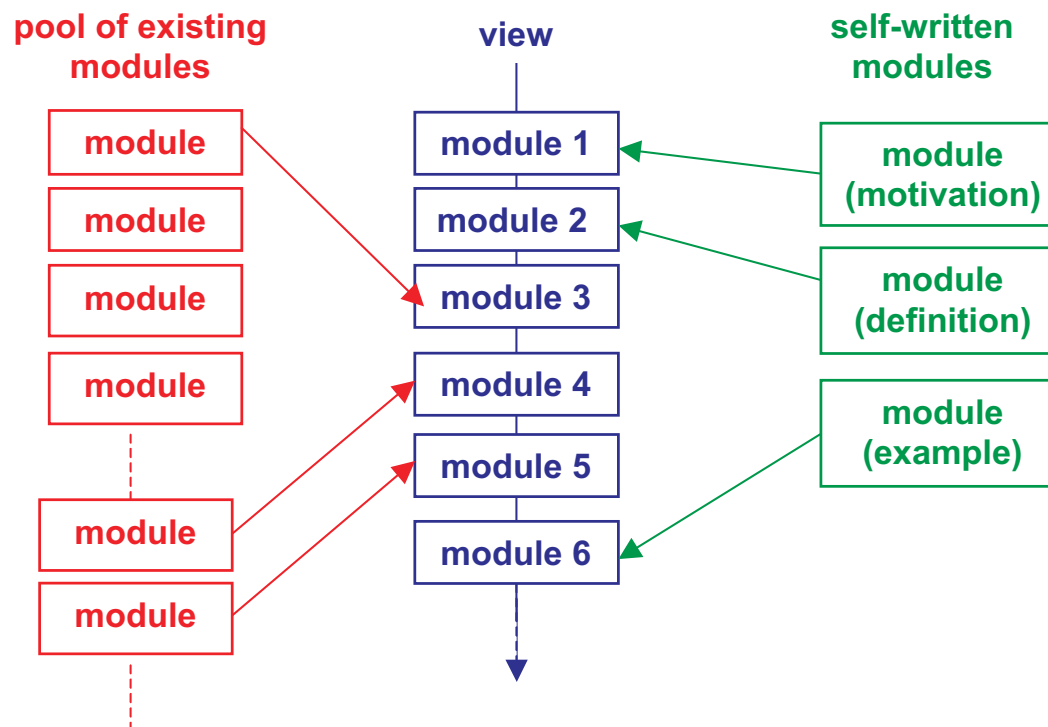 pool of existing
modules
module
module
module
module
module
module
view
module 1
module 2
module 3
module 4
module 5
module 6
self-written
modules
module
(motivation)
module
(definition)
module
(example)